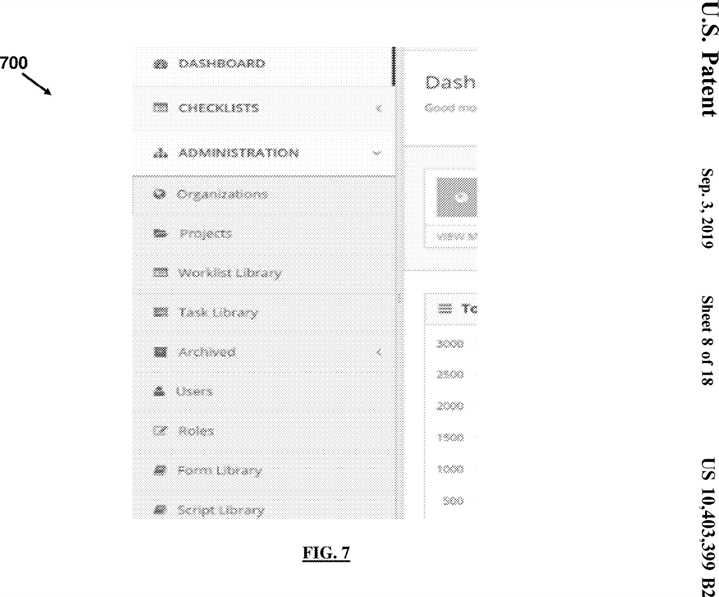 U.S. Patent
Sep. 3, 2019
Sheet 8 of 18
US 10,403,399 B2
700
DASHBOARD
CHECKLISTS
ADMINISTRATION
Organizations
Projects
Worklist Library
Task Library
Archived
Users
Roles
Form Library
Script Library
Dash
Good mo
VIEW M
To
3000
2500
2000
1500
1000
500
FIG. 7